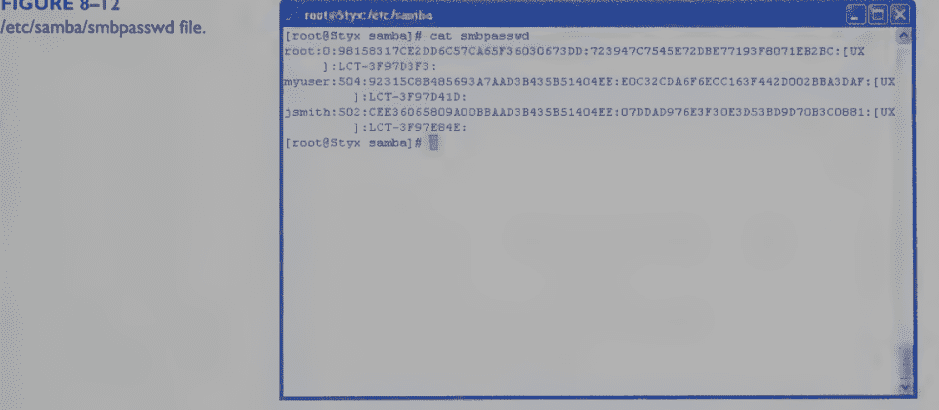 FIGURE 8–12
/etc/samba/smbpasswd file.
root@Styx:/etc/samba
[root@Styx samba]# cat smbpasswd
root:0:98158317CE2DD6C57CA65F36030673DD:723947C7545E72DBE77193F8071EB2BC:[UX
]:LCT-3F97D3F3:
myuser:504:92315C8B485693A7AAD3B435B51404EE:E0C32CDA6F6ECC163F442D002BBA3DAF:[UX
]:LCT-3F97D41D:
jsmith:502:CEE36065809A0DBBAAD3B435B51404EE:07DDAD976E3F30E3D53BD9D70B3C0881:[UX
]:LCT-3F97E84E:
[root@Styx samba]#